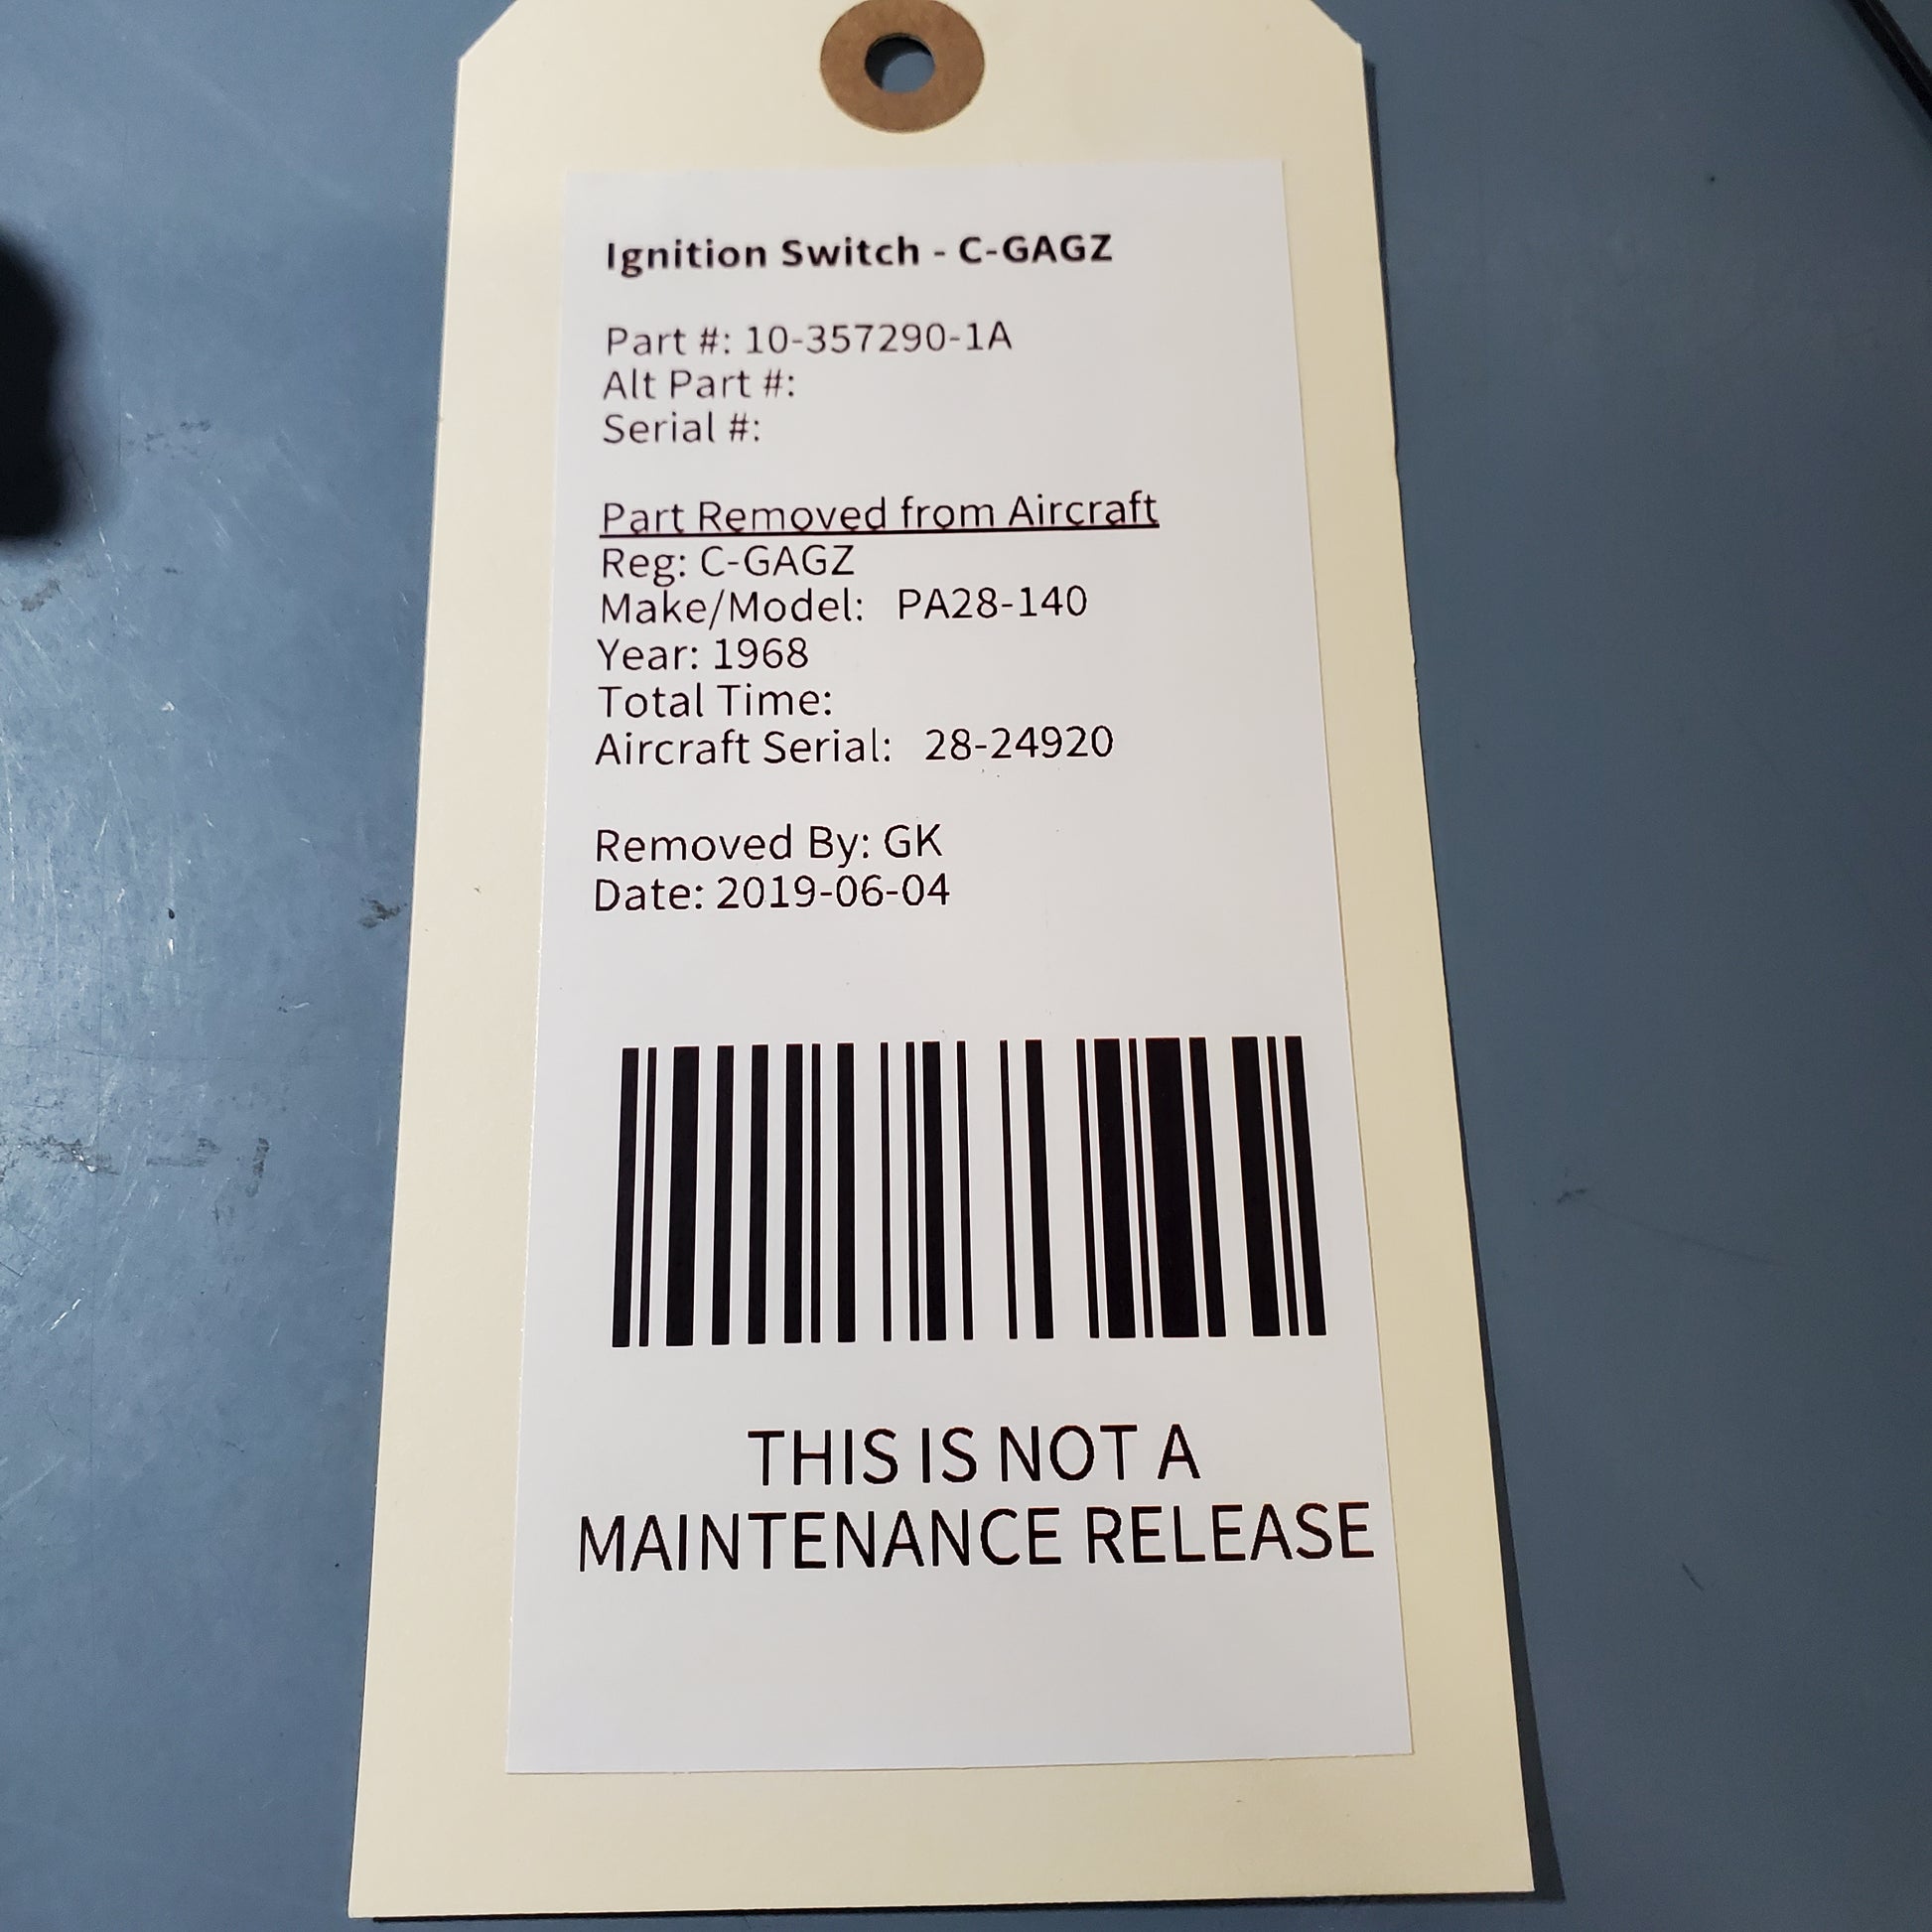 Ignition Switch - C-GAGZ
Part #: 10-357290-1A
Alt Part #:
Serial #:
Part Removed from Aircraft
Reg: C-GAGZ
Make/Model: PA28-140
Year: 1968
Total Time:
Aircraft Serial: 28-24920
Removed By: GK
Date: 2019-06-04
THIS IS NOT A
MAINTENANCE RELEASE